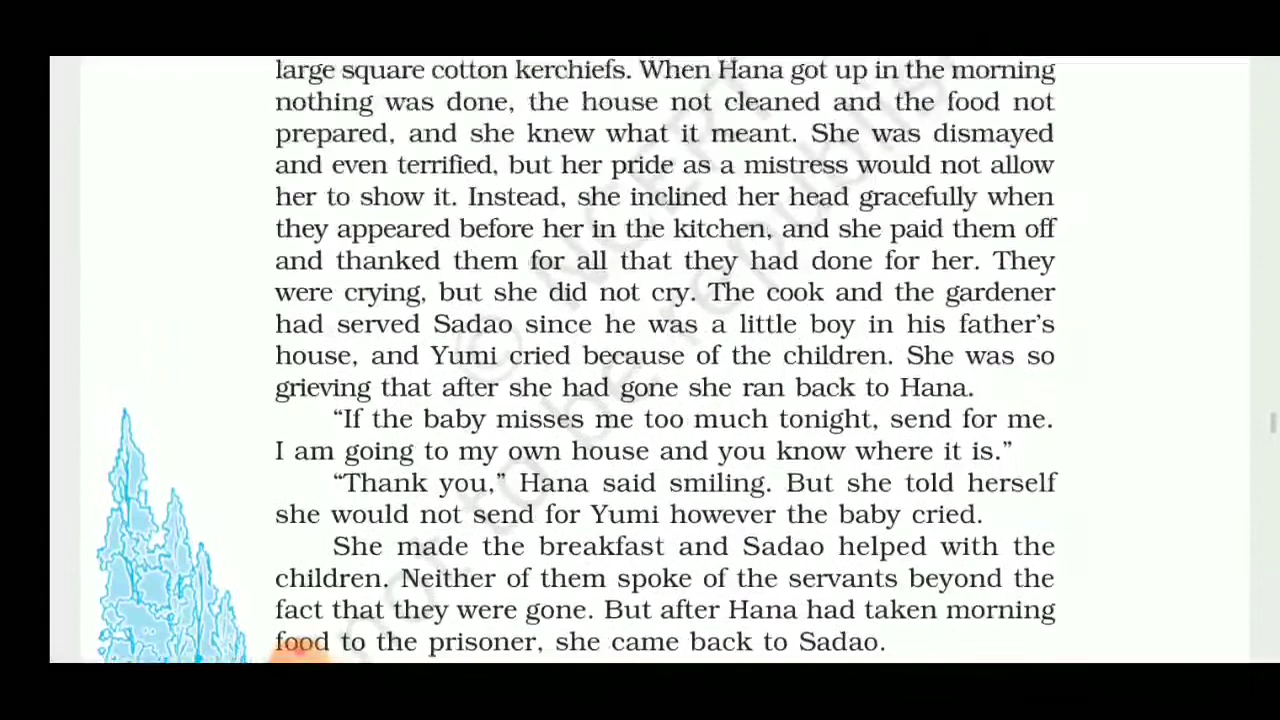 large square cotton kerchiefs. When Hana got up in the morning
nothing was done, the house not cleaned and the food not
prepared, and she knew what it meant. She was dismayed
and even terrified, but her pride as a mistress would not allow
her to show it. Instead, she inclined her head gracefully when
they appeared before her in the kitchen, and she paid them off
and thanked them for all that they had done for her. They
were crying, but she did not cry. The cook and the gardener
had served Sadao since he was a little boy in his father's
house, and Yumi cried because of the children. She was so
grieving that after she had gone she ran back to Hana.
“If the baby misses me too much tonight, send for me.
I am going to my own house and you know where it is.”
“Thank you,” Hana said smiling. But she told herself
she would not send for Yumi however the baby cried.
She made the breakfast and Sadao helped with the
children. Neither of them spoke of the servants beyond the
fact that they were gone. But after Hana had taken morning
food to the prisoner, she came back to Sadao.
© NCERT
not to be republis